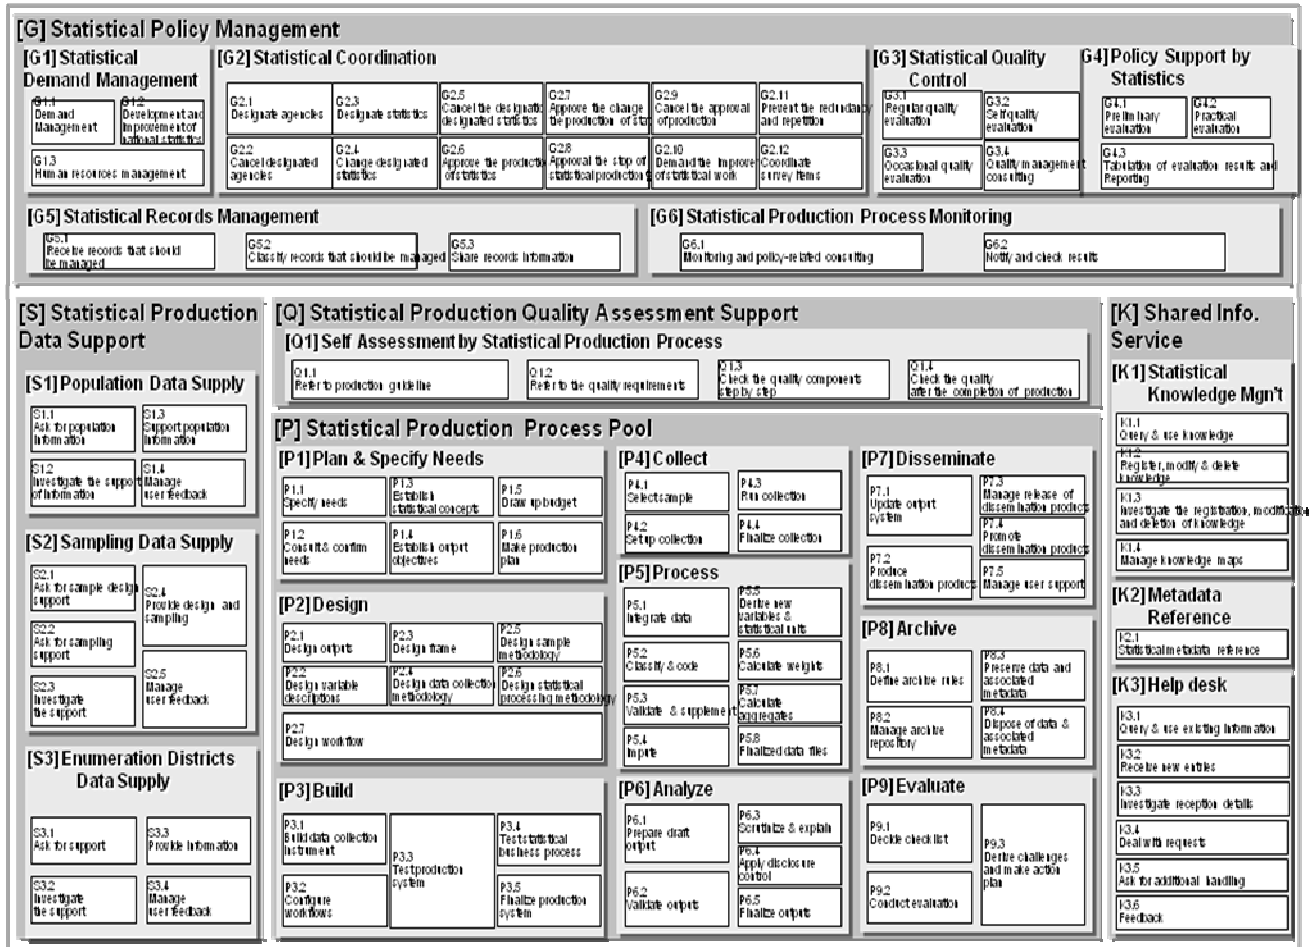 [G] Statistical Policy Management
[G1] Statistical
Demand Management
G1.1
Demand
Management
G1.2
Development and
Improvement of
national statistics
G1.3
Human resources management
[G2] Statistical Coordination
G2.1
Designate agencies
G2.3
Designate statistics
G2.5
Cancel the designatio
designated statistics
G2.7
Approve the change
the production of stat
G2.9
Cancel the approval
of production
G2.11
Prevent the redundancy
and repetition
G2.2
Cancel designated
agencies
G2.4
Change designated
statistics
G2.6
Approve the productio
of statistics
G2.8
Approval the stop of
statistical production
G2.10
Demand the improve
of statistical work
G2.12
Coordinate
survey items
[G3] Statistical Quality
Control
G3.1
Regular quality
evaluation
G3.2
Self quality
evaluation
G3.3
Occasional quality
evaluation
G3.4
Quality management
consulting
G4] Policy Support by
Statistics
G4.1
Preliminary
evaluation
G4.2
Practical
evaluation
G4.3
Tabulation of evaluation results and
Reporting
[G5] Statistical Records Management
G5.1
Receive records that should
be managed
G5.2
Classify records that should be managed
G5.3
Share records information
[G6] Statistical Production Process Monitoring
G6.1
Monitoring and policy-related consulting
G6.2
Notify and check results
[S] Statistical Production
Data Support
[S1] Population Data Supply
S1.1
Ask for population
Information
S1.3
Support population
Information
S1.2
Investigate the support
of Information
S1.4
Manage
user feedback
[S2] Sampling Data Supply
S2.1
Ask for sample design
support
S2.2
Ask for sampling
support
S2.3
Investigate
the support
S2.4
Provide design and
sampling
S2.5
Manage
user feedback
[S3] Enumeration Districts
Data Supply
S3.1
Ask for support
S3.3
Provide Information
S3.2
Investigate
the support
S3.4
Manage
user feedback
[Q] Statistical Production Quality Assessment Support
[Q1] Self Assessment by Statistical Production Process
Q1.1
Refer to production guideline
Q1.2
Refer to the quality requirements
Q1.3
Check the quality components
step by step
Q1.4
Check the quality
after the completion of production
[P] Statistical Production Process Pool
[P1] Plan & Specify Needs
P1.1
Specify needs
P1.3
Establish
statistical concepts
P1.5
Draw up budget
P1.2
Consult & confirm
needs
P1.4
Establish output
objectives
P1.6
Make production
plan
[P2] Design
P2.1
Design outputs
P2.3
Design frame
P2.5
Design sample
methodology
P2.2
Design variable
descriptions
P2.4
Design data collection
methodology
P2.6
Design statistical
processing methodology
P2.7
Design workflow
[P3] Build
P3.1
Build data collection
Instrument
P3.2
Configure
workflows
P3.3
Test production
system
P3.4
Test statistical
business process
P3.5
Finalize production
system
[P4] Collect
P4.1
Select sample
P4.3
Run collection
P4.2
Set up collection
P4.4
Finalize collection
[P5] Process
P5.1
Integrate data
P5.5
Derive new
variables &
statistical units
P5.2
Classify & code
P5.6
Calculate weights
P5.3
Validate & supplement
P5.7
Calculate
aggregates
P5.4
Impute
P5.8
Finalized data files
[P6] Analyze
P6.1
Prepare draft
output
P6.2
Validate outputs
P6.3
Scrutinize & explain
P6.4
Apply disclosure
control
P6.5
Finalize outputs
[P7] Disseminate
P7.1
Update output
system
P7.2
Produce
dissemination products
P7.3
Manage release of
dissemination products
P7.4
Promote
dissemination products
P7.5
Manage user support
[P8] Archive
P8.1
Define archive rules
P8.3
Preserve data and
associated
metadata
P8.2
Manage archive
repository
P8.4
Dispose of data &
associated
metadata
[P9] Evaluate
P9.1
Decide check list
P9.2
Conduct evaluation
P9.3
Derive challenges
and make action
plan
[K] Shared Info.
Service
[K1] Statistical
Knowledge Mgn't
K1.1
Query & use knowledge
K1.2
Register, modify & delete
knowledge
K1.3
Investigate the registration, modification
and deletion of knowledge
K1.4
Manage knowledge maps
[K2] Metadata
Reference
K2.1
Statistical metadata reference
[K3] Help desk
K3.1
Query & use existing Information
K3.2
Receive new entries
K3.3
Investigate reception details
K3.4
Deal with requests
K3.5
Ask for additional handling
K3.6
Feedback